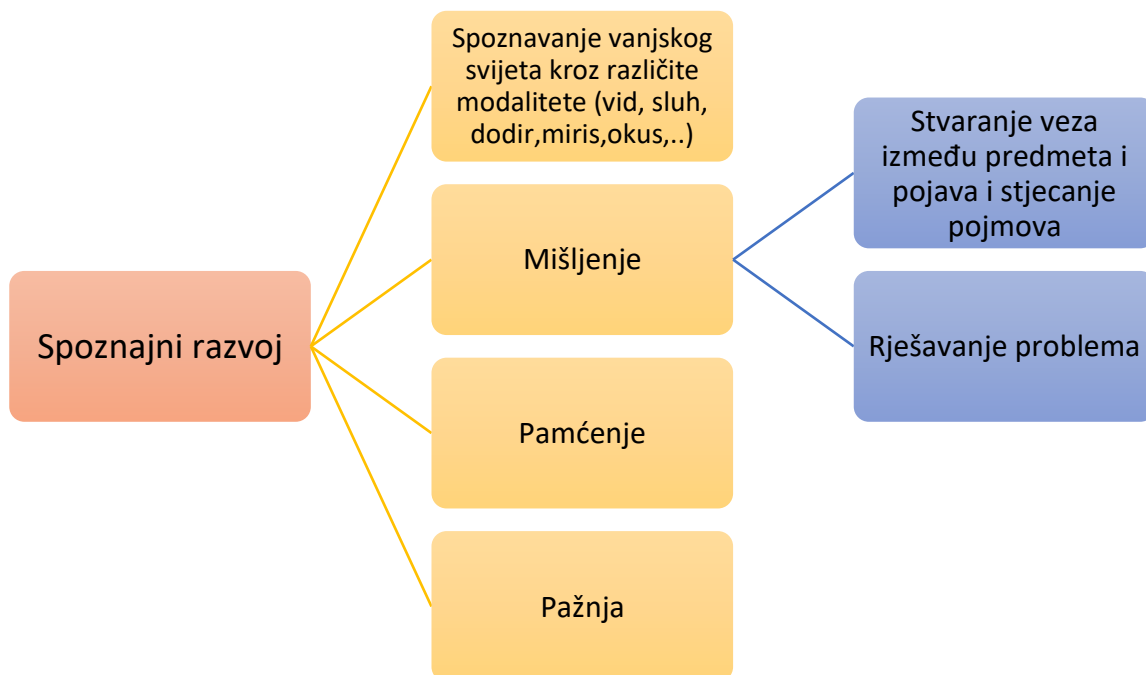 Spoznajni razvoj
Spoznavanje vanjskog
svijeta kroz različite
modalitete (vid, sluh,
dodir,miris,okus,..)
Mišljenje
Stvaranje veza
između predmeta i
pojava i stjecanje
pojmova
Rješavanje problema
Pamćenje
Pažnja